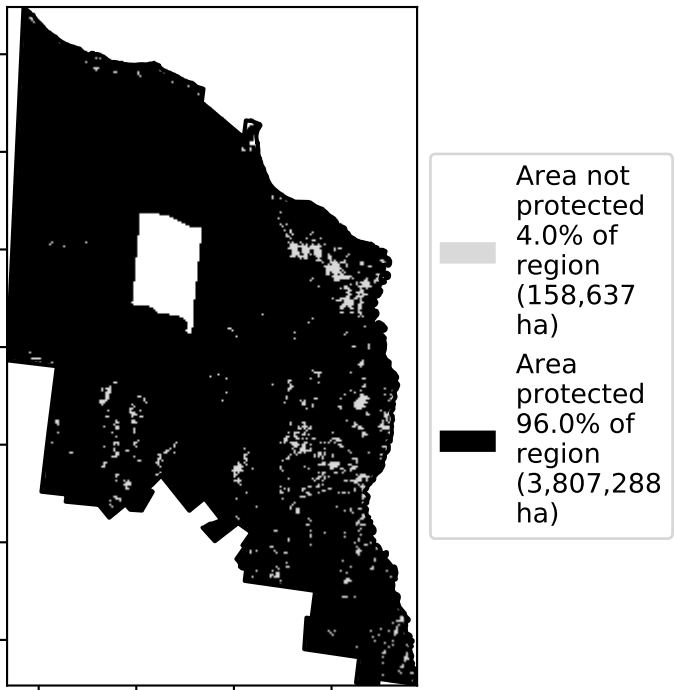 Area not
protected
4.0% of
region
(158,637
ha)
Area
protected
96.0% of
region
(3,807,288
ha)